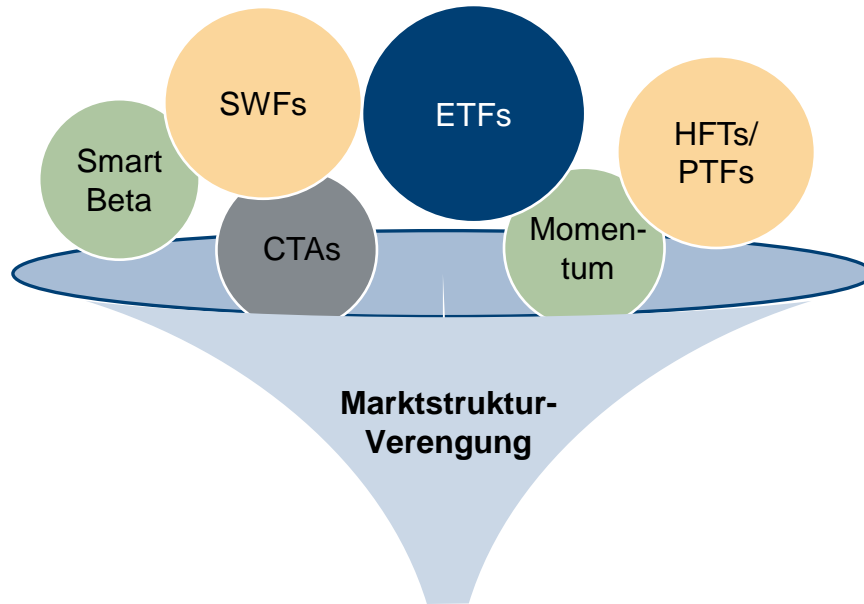 SWFs
ETFs
HFTs/
PTFs
Smart
Beta
CTAs
Momen-
tum
Marktstruktur-
Verengung